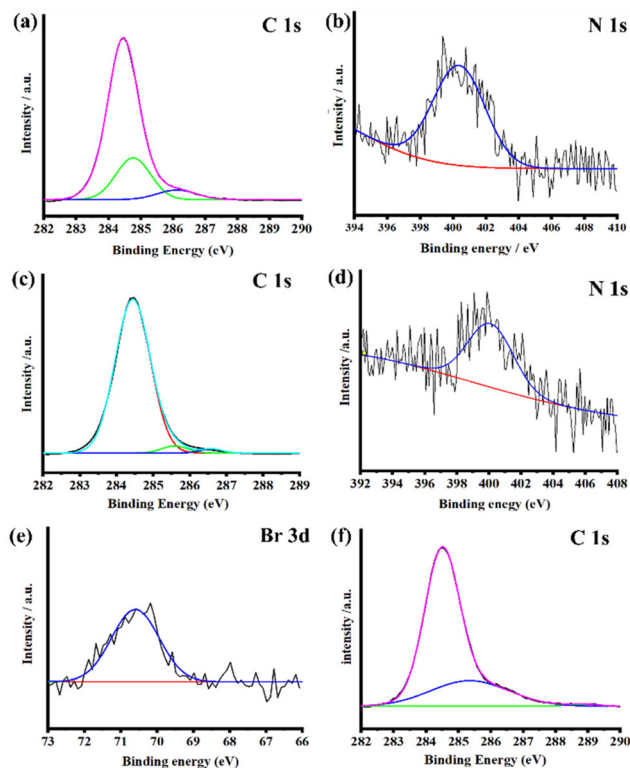 (a)
C 1s
Intensity / a.u.
282 283 284 285 286 287 288 289 290
Binding Energy (eV)
(b)
N 1s
Intensity / a.u.
394 396 398 400 402 404 406 408 410
Binding energy / eV
(c)
C 1s
Intensity /a.u.
282 283 284 285 286 287 288 289
Binding Energy (eV)
(d)
N 1s
Intensity /a.u.
392 394 396 398 400 402 404 406 408
Binding enegy (eV)
(e)
Br 3d
Intensity / a.u.
73 72 71 70 69 68 67 66
Binding energy (eV)
(f)
C 1s
intensity /a.u.
282 283 284 285 286 287 288 289 290
Binding Energy (eV)